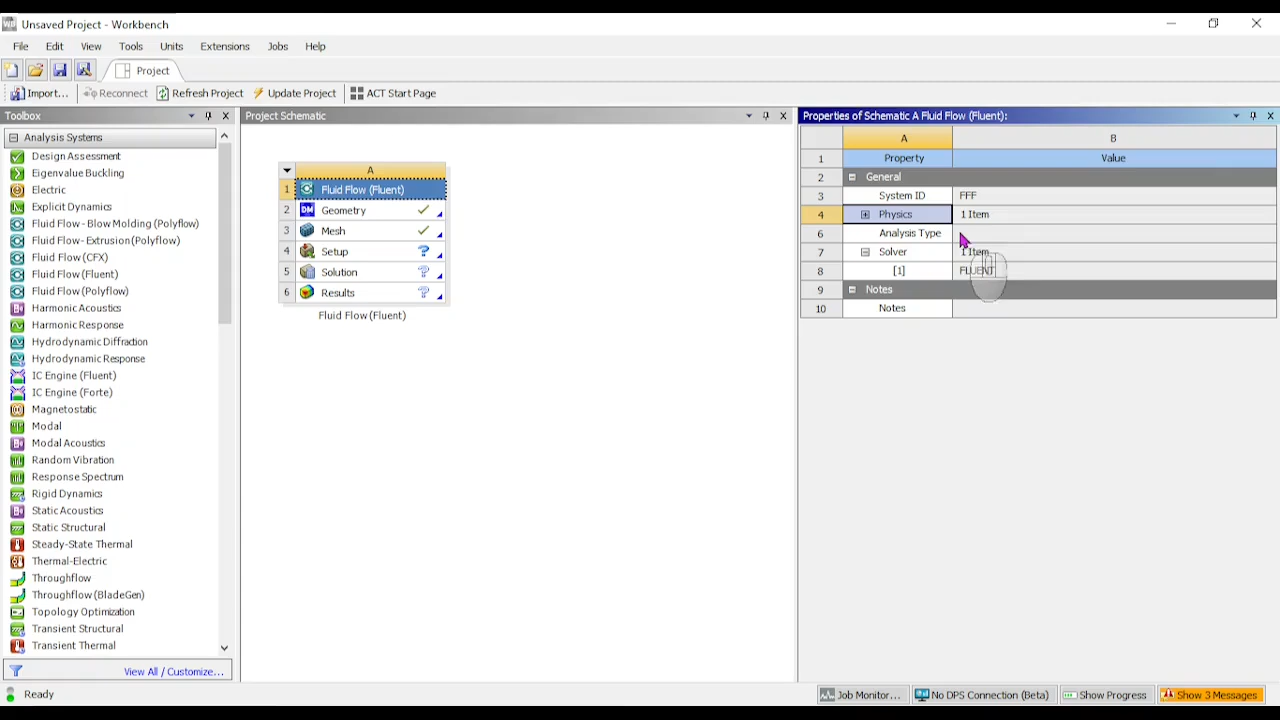 Unsaved Project - Workbench
File Edit View Tools Units Extensions Jobs Help
Project
Import... Reconnect Refresh Project Update Project ACT Start Page
Toolbox
Analysis Systems
Design Assessment
Eigenvalue Buckling
Electric
Explicit Dynamics
Fluid Flow - Blow Molding (Polyflow)
Fluid Flow - Extrusion (Polyflow)
Fluid Flow (CFX)
Fluid Flow (Fluent)
Fluid Flow (Polyflow)
Harmonic Acoustics
Harmonic Response
Hydrodynamic Diffraction
Hydrodynamic Response
IC Engine (Fluent)
IC Engine (Forte)
Magnetostatic
Modal
Modal Acoustics
Random Vibration
Response Spectrum
Rigid Dynamics
Static Acoustics
Static Structural
Steady-State Thermal
Thermal-Electric
Throughflow
Throughflow (BladeGen)
Topology Optimization
Transient Structural
Transient Thermal
View All / Customize...
Project Schematic
A
1 Fluid Flow (Fluent)
2 DM Geometry
3 Mesh
4 Setup ?
5 Solution ?
6 Results ?
Fluid Flow (Fluent)
Properties of Schematic A Fluid Flow (Fluent):
A B
1 Property Value
2 General
3 System ID FFF
4 Physics 1 Item
6 Analysis Type
7 Solver 1 Item
8 [1] FLUENT
9 Notes
10 Notes
Ready
Job Monitor... No DPS Connection (Beta) Show Progress Show 3 Messages